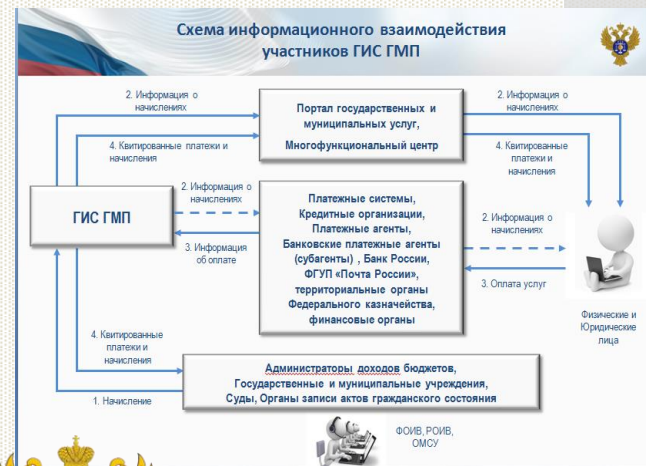 Схема информационного взаимодействия
участников ГИС ГМП
2. Информация о
начислениях
4. Квитированные платежи и
начисления
Портал государственных и
муниципальных услуг,
Многофункциональный центр
2. Информация о
начислениях
4. Квитированные
платежи и
начисления
ГИС ГМП
2. Информация о
начислениях
3. Информация
об оплате
Платежные системы,
Кредитные организации,
Платежные агенты,
Банковские платежные агенты
(субагенты) , Банк России,
ФГУП «Почта России»,
территориальные органы
Федерального казначейства,
финансовые органы
2. Информация о
начислениях
3. Оплата услуг
Физические и
Юридические
лица
4. Квитированные
платежи и
начисления
1. Начисление
Администраторы доходов бюджетов,
Государственные и муниципальные учреждения,
Суды, Органы записи актов гражданского состояния
ФОИВ, РОИВ,
ОМСУ